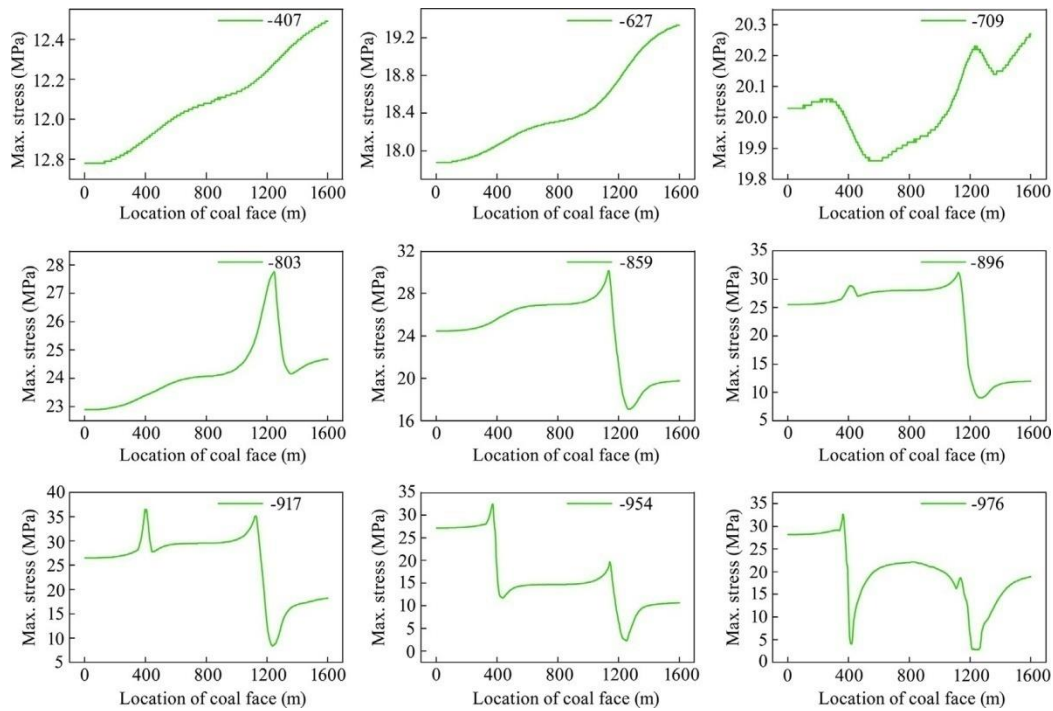 -407
Max. stress (MPa)
12.4
12.2
12.0
12.8
0 400 800 1200 1600
Location of coal face (m)
-627
Max. stress (MPa)
19.2
18.8
18.4
18.0
0 400 800 1200 1600
Location of coal face (m)
-709
Max. stress (MPa)
20.3
20.2
20.1
20.0
19.9
19.8
0 400 800 1200 1600
Location of coal face (m)
-803
Max. stress (MPa)
28
27
26
25
24
23
0 400 800 1200 1600
Location of coal face (m)
-859
Max. stress (MPa)
32
28
24
20
16
0 400 800 1200 1600
Location of coal face (m)
-896
Max. stress (MPa)
35
30
25
20
15
10
5
0 400 800 1200 1600
Location of coal face (m)
-917
Max. stress (MPa)
40
35
30
25
20
15
10
5
0 400 800 1200 1600
Location of coal face (m)
-954
Max. stress (MPa)
35
30
25
20
15
10
5
0
0 400 800 1200 1600
Location of coal face (m)
-976
Max. stress (MPa)
35
30
25
20
15
10
5
0
0 400 800 1200 1600
Location of coal face (m)